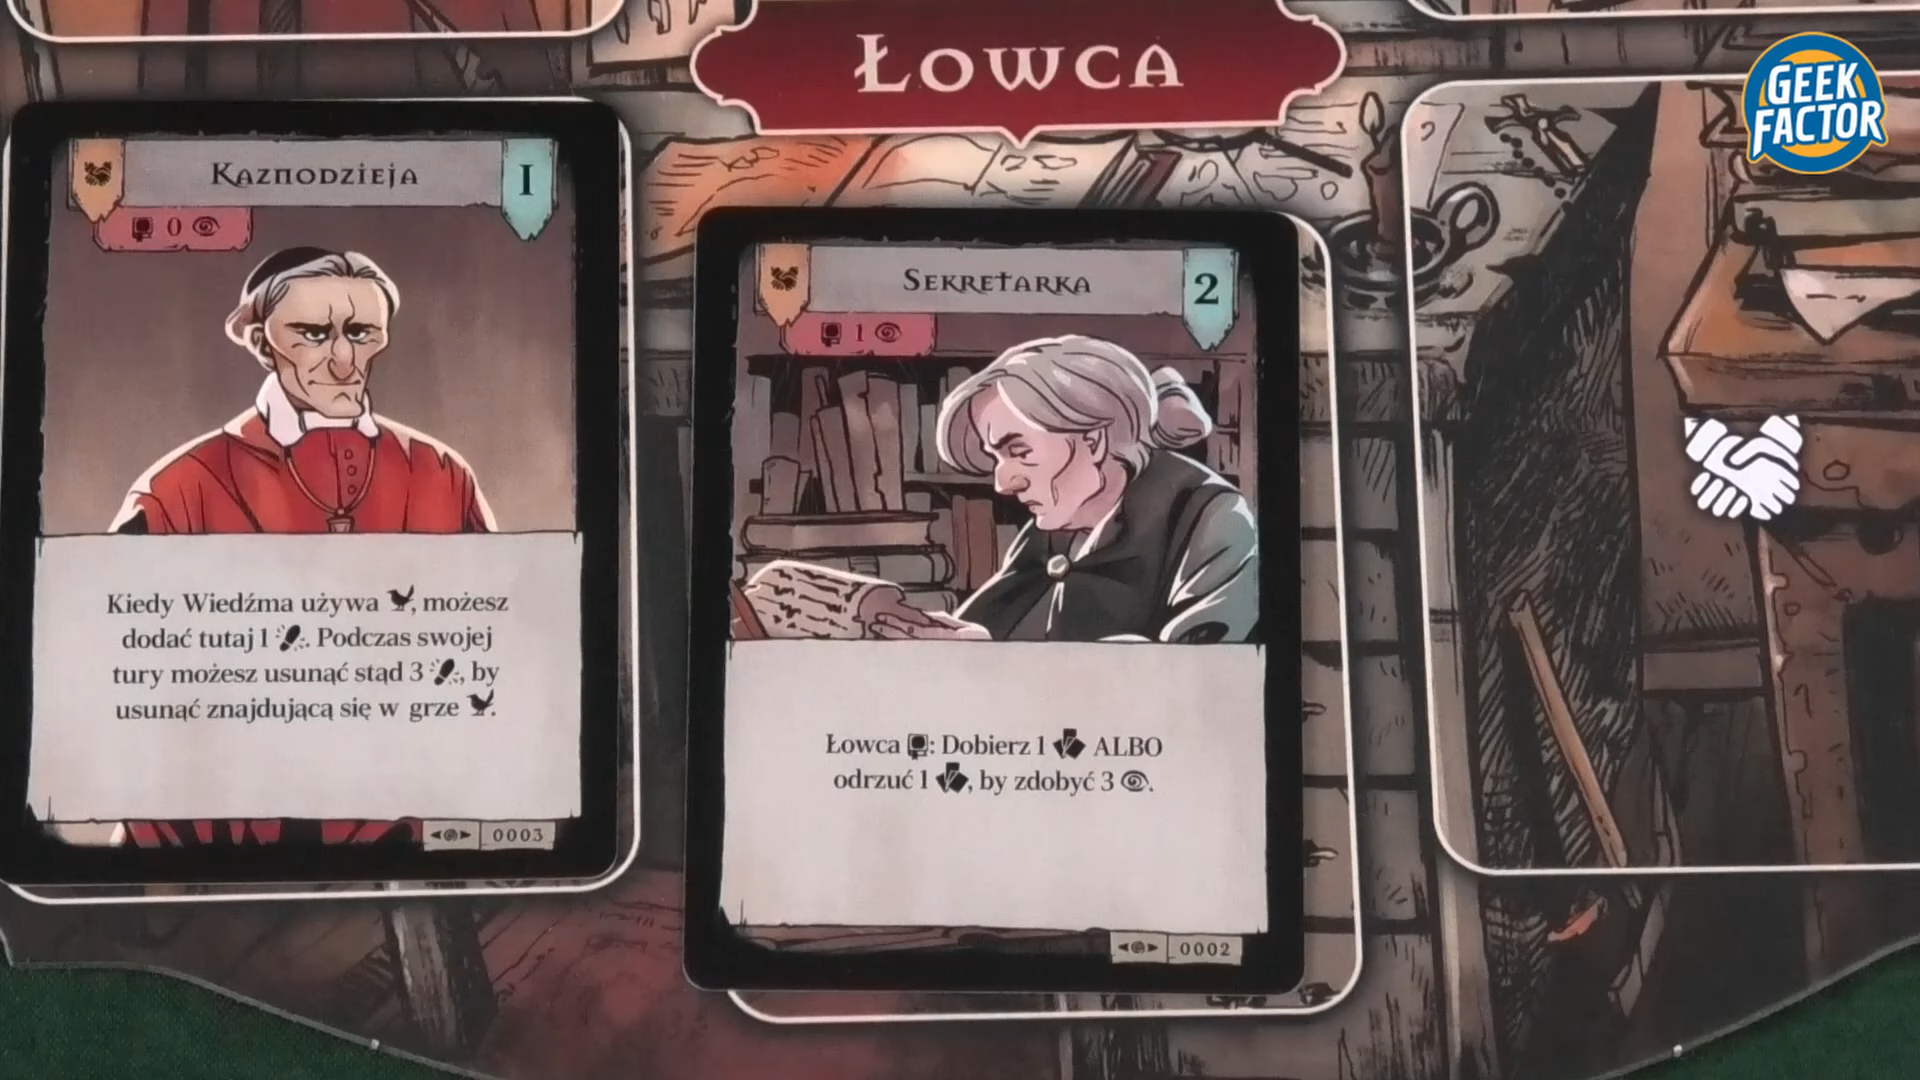 Łowca
GEEK
FACTOR
Kaznodzieja
1
0
Kiedy Wiedźma używa , możesz
dodać tutaj 1 . Podczas swojej
tury możesz usunąć stąd 3 , by
usunąć znajdującą się w grze .
0003
Sekretarka
2
1
Łowca : Dobierz 1 ALBO
odrzuć 1 , by zdobyć 3 .
0002